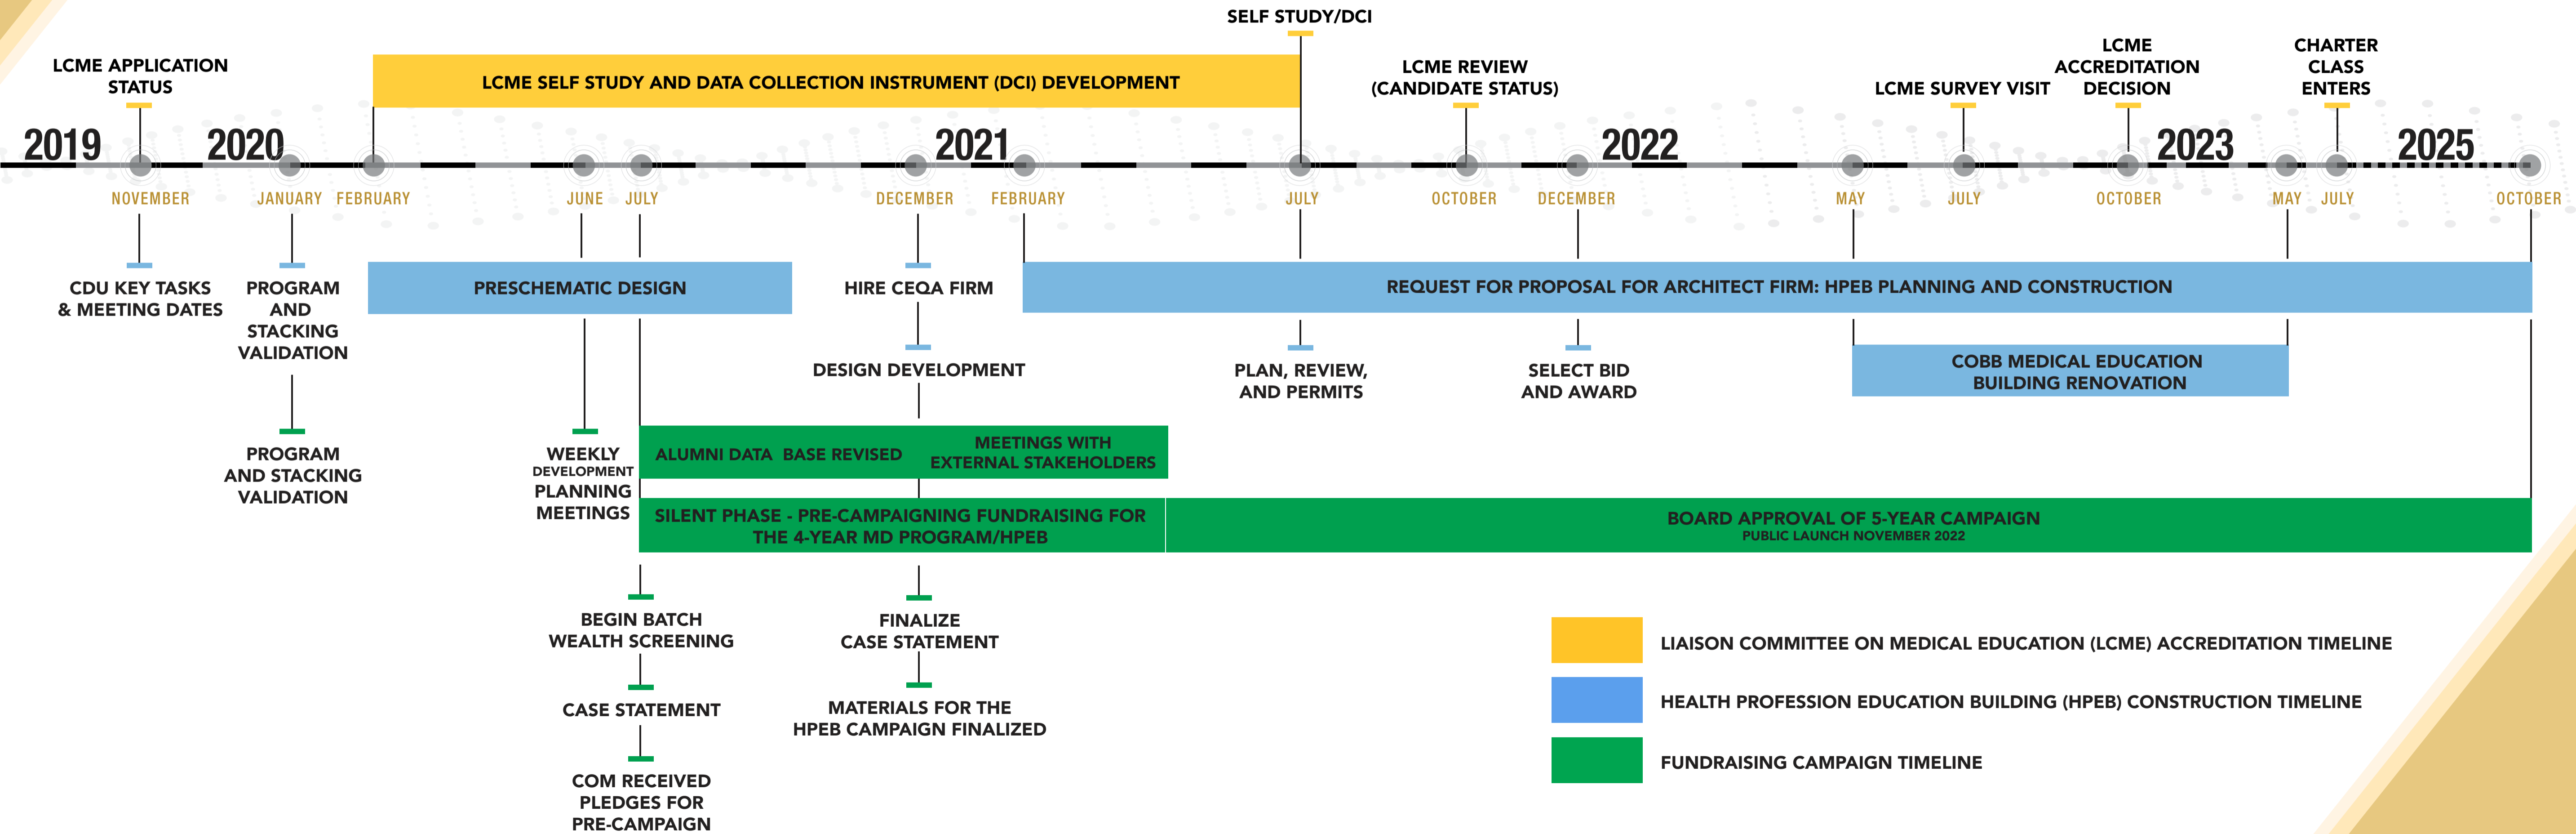 SELF STUDY/DCI
LCME APPLICATION
STATUS
LCME SELF STUDY AND DATA COLLECTION INSTRUMENT (DCI) DEVELOPMENT
LCME REVIEW
(CANDIDATE STATUS)
LCME SURVEY VISIT
LCME
ACCREDITATION
DECISION
CHARTER
CLASS
ENTERS
2019
2020
2021
2022
2023
2025
NOVEMBER
JANUARY
FEBRUARY
JUNE
JULY
DECEMBER
FEBRUARY
JULY
OCTOBER
DECEMBER
MAY
JULY
OCTOBER
MAY
JULY
OCTOBER
CDU KEY TASKS
& MEETING DATES
PROGRAM
AND
STACKING
VALIDATION
PRESCHEMATIC DESIGN
HIRE CEQA FIRM
REQUEST FOR PROPOSAL FOR ARCHITECT FIRM: HPEB PLANNING AND CONSTRUCTION
DESIGN DEVELOPMENT
PLAN, REVIEW,
AND PERMITS
SELECT BID
AND AWARD
COBB MEDICAL EDUCATION
BUILDING RENOVATION
PROGRAM
AND STACKING
VALIDATION
WEEKLY
DEVELOPMENT
PLANNING
MEETINGS
ALUMNI DATA  BASE REVISED
MEETINGS WITH
EXTERNAL STAKEHOLDERS
SILENT PHASE - PRE-CAMPAIGNING FUNDRAISING FOR
THE 4-YEAR MD PROGRAM/HPEB
BOARD APPROVAL OF 5-YEAR CAMPAIGN
PUBLIC LAUNCH NOVEMBER 2022
BEGIN BATCH
WEALTH SCREENING
CASE STATEMENT
COM RECEIVED
PLEDGES FOR
PRE-CAMPAIGN
FINALIZE
CASE STATEMENT
MATERIALS FOR THE
HPEB CAMPAIGN FINALIZED
LIAISON COMMITTEE ON MEDICAL EDUCATION (LCME) ACCREDITATION TIMELINE
HEALTH PROFESSION EDUCATION BUILDING (HPEB) CONSTRUCTION TIMELINE
FUNDRAISING CAMPAIGN TIMELINE